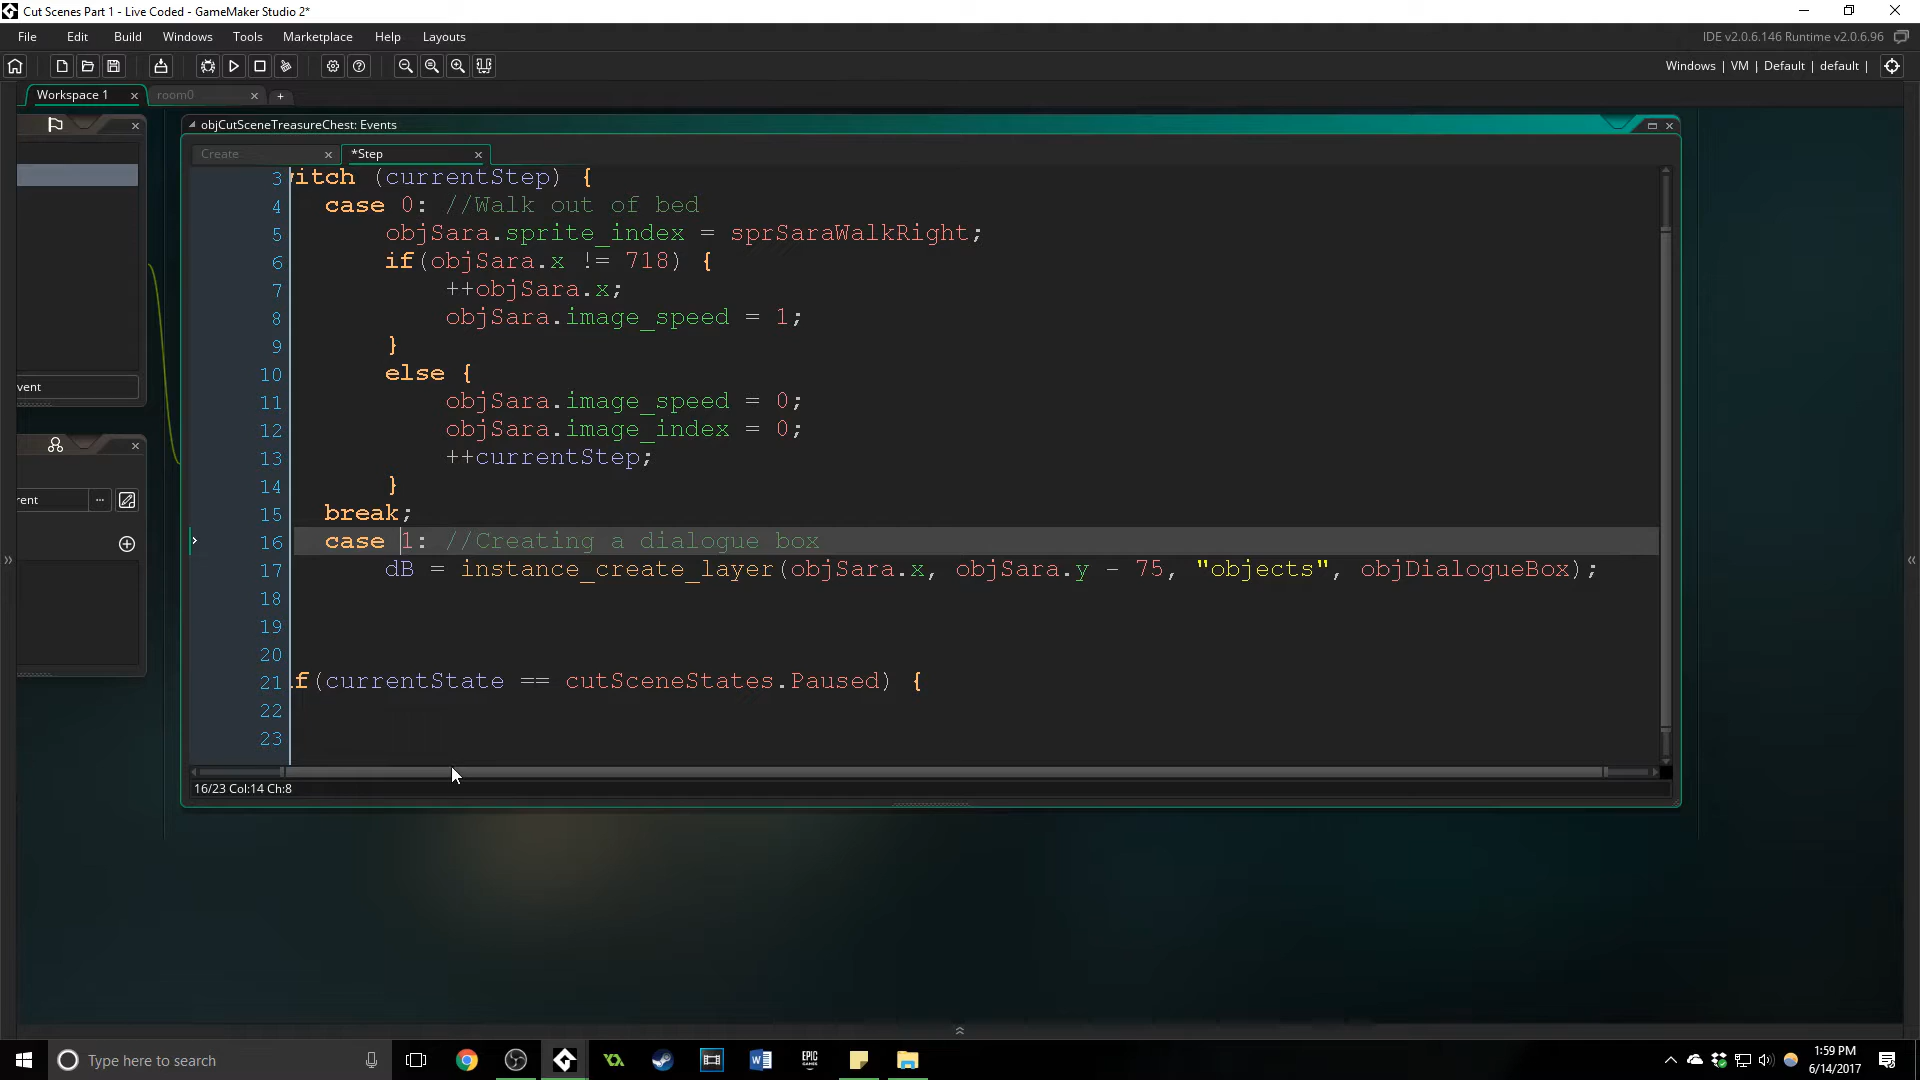 Cut Scenes Part 1 - Live Coded - GameMaker Studio 2*
File Edit Build Windows Tools Marketplace Help Layouts
IDE v2.0.6.146 Runtime v2.0.6.96
Windows | VM | Default | default |
Workspace 1 room0
objCutSceneTreasureChest: Events
Create *Step
3 itch (currentStep) {
4 case 0: //Walk out of bed
5 objSara.sprite_index = sprSaraWalkRight;
6 if(objSara.x != 718) {
7 ++objSara.x;
8 objSara.image_speed = 1;
9 }
10 else {
11 objSara.image_speed = 0;
12 objSara.image_index = 0;
13 ++currentStep;
14 }
15 break;
16 case 1: //Creating a dialogue box
17 dB = instance_create_layer(objSara.x, objSara.y - 75, "objects", objDialogueBox);
18
19
20
21 f(currentState == cutSceneStates.Paused) {
22
23
vent
rent
16/23 Col:14 Ch:8
Type here to search
EPIC GAMES
1:59 PM
6/14/2017